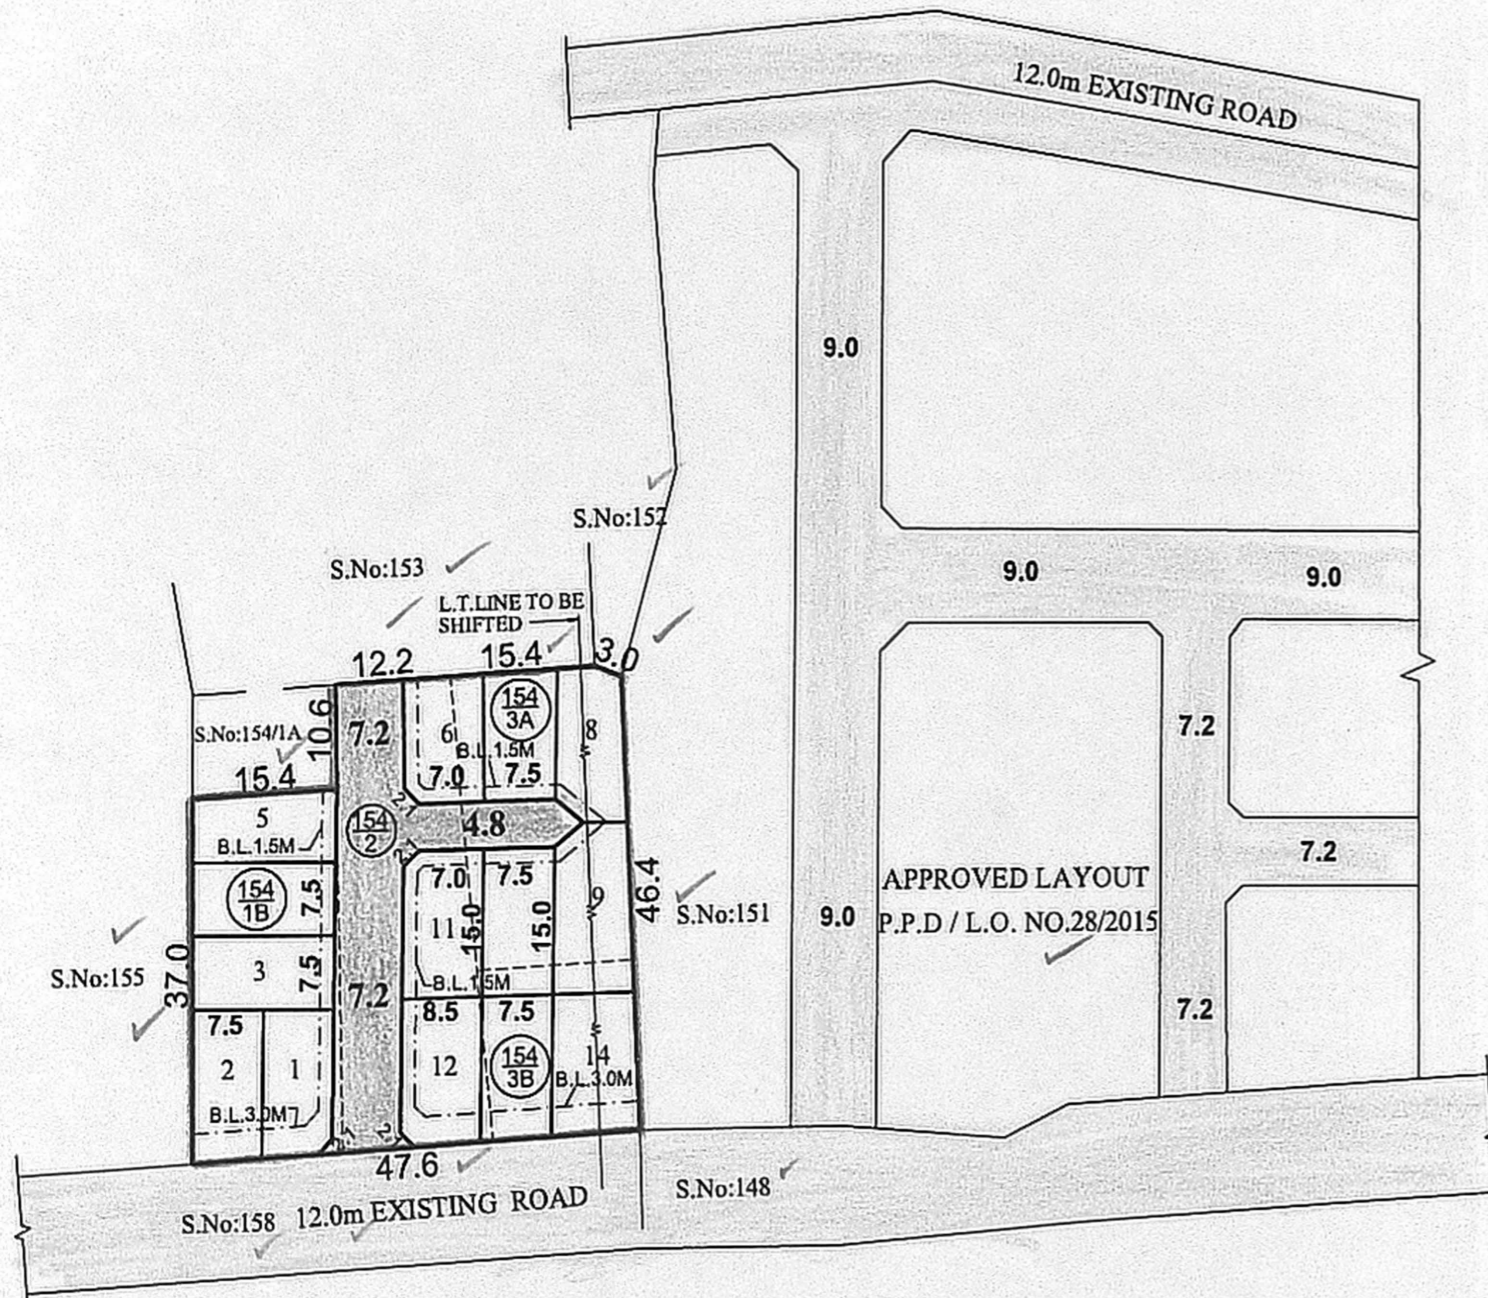 12.0m EXISTING ROAD
9.0
S.No:152
S.No:153
9.0
9.0
L.T.LINE TO BE
SHIFTED
12.2
15.4
3.0
S.No:154/1A
10.6
7.2
6
154
3A
8
B.L.1.5M
7.0
7.5
7.2
15.4
5
B.L.1.5M
154
2
4.8
7.2
154
1B
7.5
7.0
7.5
9
46.4
S.No:151
APPROVED LAYOUT
P.P.D / L.O. NO.28/2015
9.0
11
15.0
15.0
S.No:155
37.0
3
7.5
7.2
B.L.1.5M
7.2
7.5
8.5
7.5
2
1
12
154
3B
14
B.L.3.0M
B.L.3.0M
47.6
S.No:148
S.No:158
12.0m EXISTING ROAD